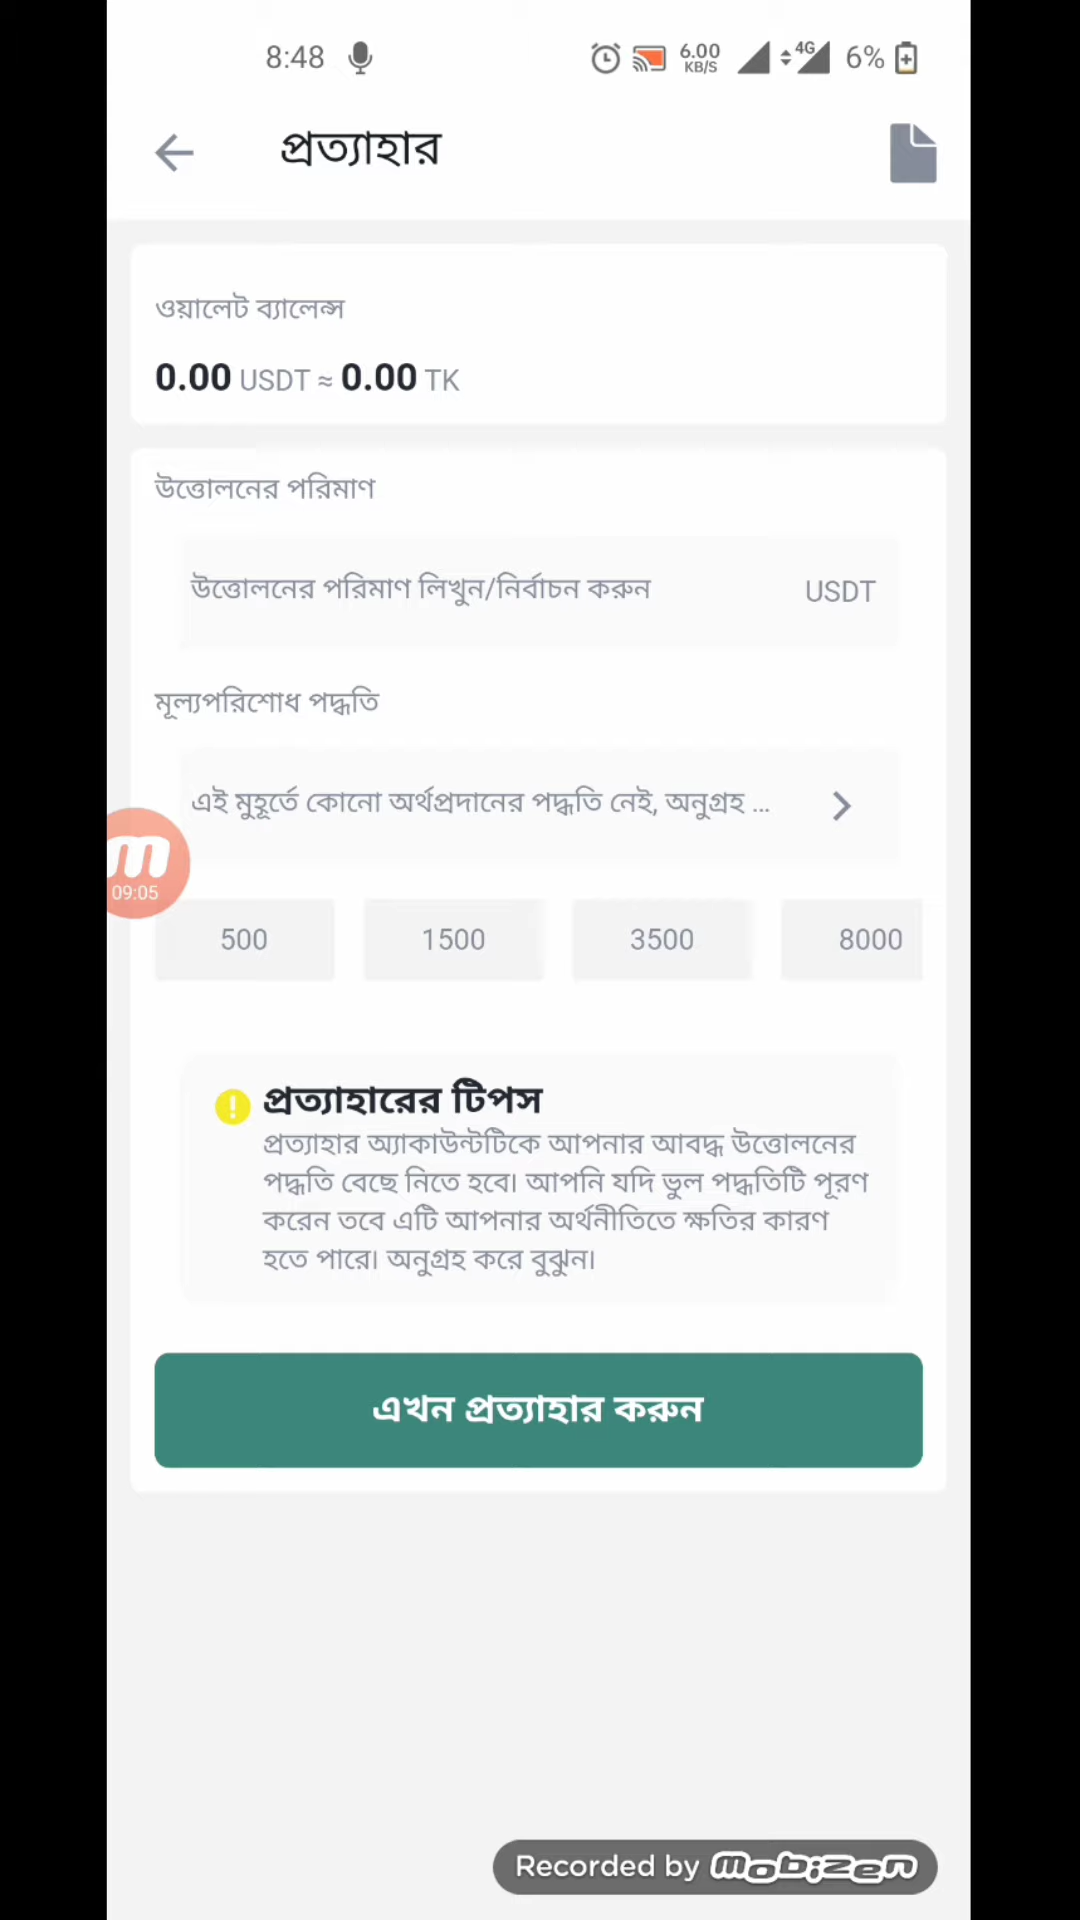 8:48 6.00 KB/S 4G 6%
প্রত্যাহার
ওয়ালেট ব্যালেন্স
0.00 USDT ≈ 0.00 TK
উত্তোলনের পরিমাণ
উত্তোলনের পরিমাণ লিখুন/নির্বাচন করুন USDT
মূল্যপরিশোধ পদ্ধতি
এই মুহূর্তে কোনো অর্থপ্রদানের পদ্ধতি নেই, অনুগ্রহ ...
m
09:05
500 1500 3500 8000
প্রত্যাহারের টিপস
প্রত্যাহার অ্যাকাউন্টটিকে আপনার আবদ্ধ উত্তোলনের
পদ্ধতি বেছে নিতে হবে। আপনি যদি ভুল পদ্ধতিটি পূরণ
করেন তবে এটি আপনার অর্থনীতিতে ক্ষতির কারণ
হতে পারে। অনুগ্রহ করে বুঝুন।
এখন প্রত্যাহার করুন
Recorded by mobizen